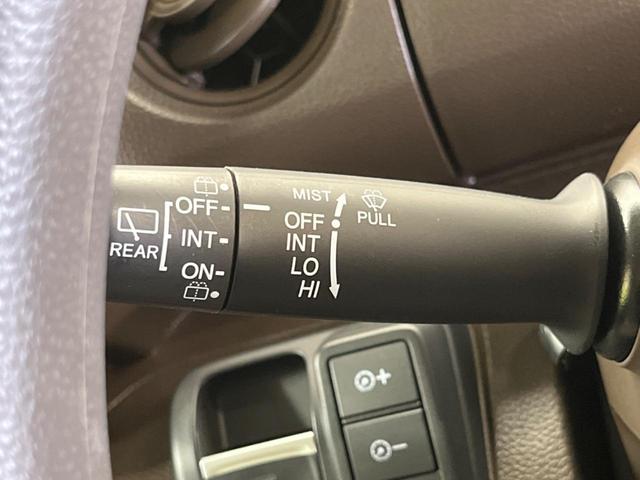 OFF
INT
ON
REAR
MIST
OFF
INT
LO
HI
PULL
+
-